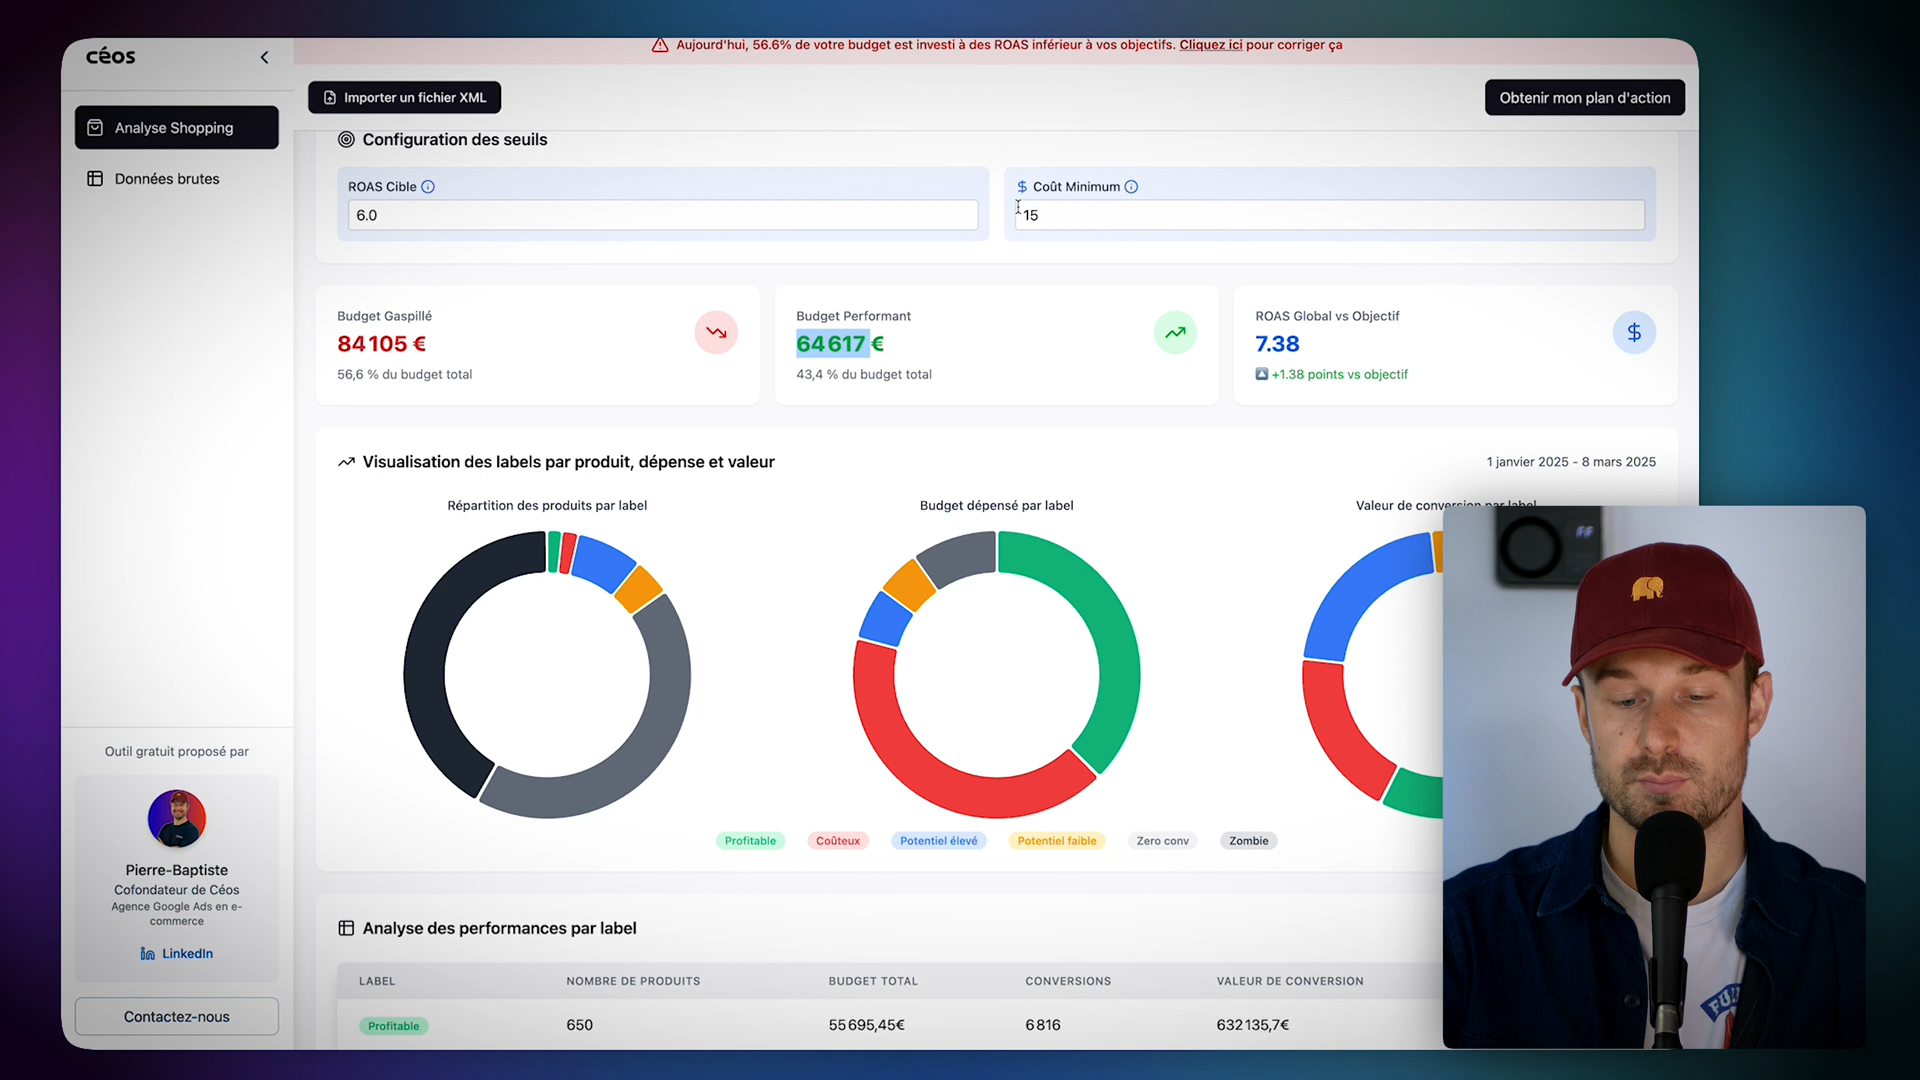 céos
Aujourd'hui, 56.6% de votre budget est investi à des ROAS inférieur à vos objectifs. Cliquez ici pour corriger ça
Importer un fichier XML
Obtenir mon plan d'action
Analyse Shopping
Données brutes
Configuration des seuils
ROAS Cible
6.0
$ Coût Minimum
15
Budget Gaspillé
84 105 €
56,6 % du budget total
Budget Performant
64 617 €
43,4 % du budget total
ROAS Global vs Objectif
7.38
+1.38 points vs objectif
$
Visualisation des labels par produit, dépense et valeur
1 janvier 2025 - 8 mars 2025
Répartition des produits par label
Budget dépensé par label
Valeur de conversion par label
Profitable
Coûteux
Potentiel élevé
Potentiel faible
Zero conv
Zombie
Outil gratuit proposé par
Pierre-Baptiste
Cofondateur de Céos
Agence Google Ads en e-
commerce
in LinkedIn
Contactez-nous
Analyse des performances par label
LABEL NOMBRE DE PRODUITS BUDGET TOTAL CONVERSIONS VALEUR DE CONVERSION
Profitable 650 55 695,45€ 6 816 632 135,7€